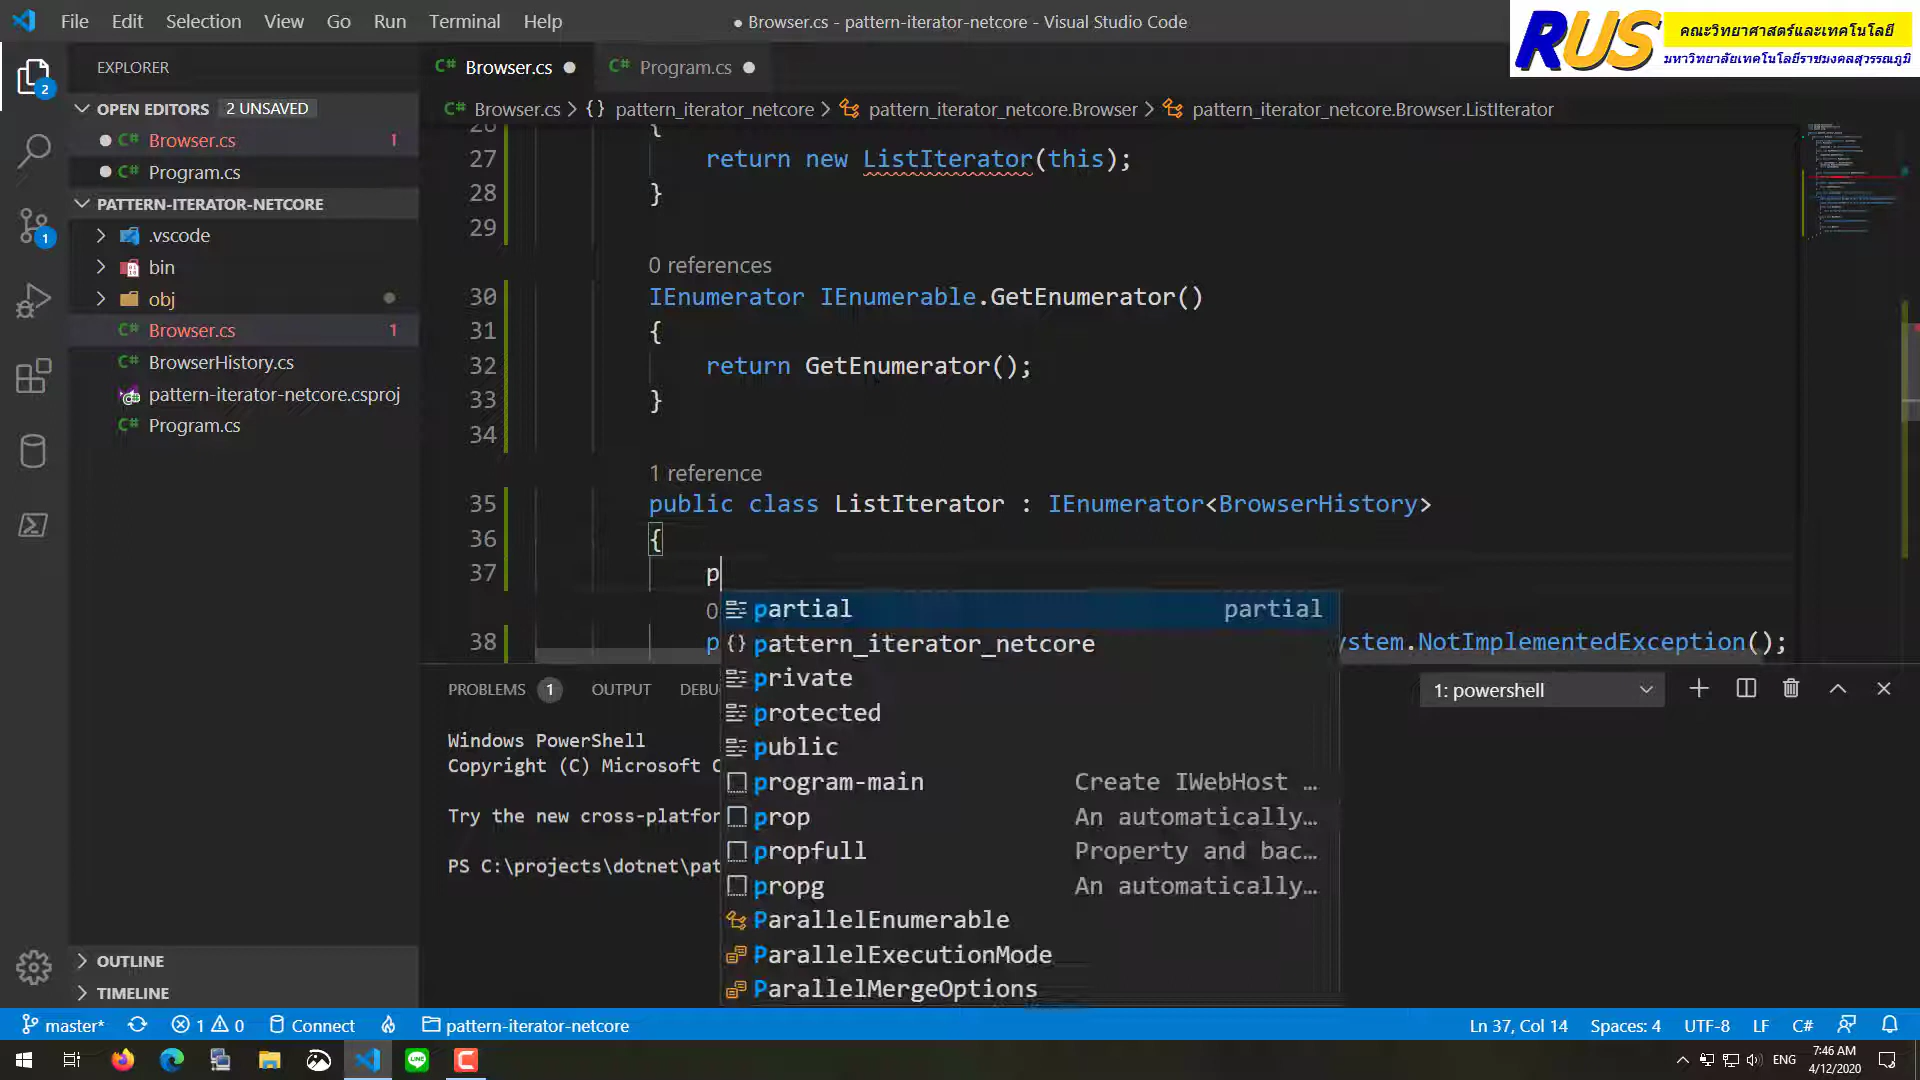 File Edit Selection View Go Run Terminal Help
● Browser.cs - pattern-iterator-netcore - Visual Studio Code
RUS
คณะวิทยาศาสตร์และเทคโนโลยี
มหาวิทยาลัยเทคโนโลยีราชมงคลสุวรรณภูมิ
2
1
EXPLORER
OPEN EDITORS 2 UNSAVED
C# Browser.cs 1
C# Program.cs
PATTERN-ITERATOR-NETCORE
.vscode
bin
obj
C# Browser.cs 1
C# BrowserHistory.cs
pattern-iterator-netcore.csproj
C# Program.cs
OUTLINE
TIMELINE
C# Browser.cs ●
C# Program.cs ●
C# Browser.cs > {} pattern_iterator_netcore > pattern_iterator_netcore.Browser > pattern_iterator_netcore.Browser.ListIterator
26 {
27 return new ListIterator(this);
28 }
29
0 references
30 IEnumerator IEnumerable.GetEnumerator()
31 {
32 return GetEnumerator();
33 }
34
1 reference
35 public class ListIterator : IEnumerator<BrowserHistory>
36 {
37 p
0
38 p ystem.NotImplementedException();
partial partial
{} pattern_iterator_netcore
private
protected
public
program-main Create IWebHost …
prop An automatically…
propfull Property and bac…
propg An automatically…
ParallelEnumerable
ParallelExecutionMode
ParallelMergeOptions
PROBLEMS 1 OUTPUT DEBU
1: powershell
Windows PowerShell
Copyright (C) Microsoft C
Try the new cross-platfor
PS C:\projects\dotnet\pat
master* 1 0 Connect pattern-iterator-netcore
Ln 37, Col 14 Spaces: 4 UTF-8 LF C#
LINE
ENG
7:46 AM
4/12/2020